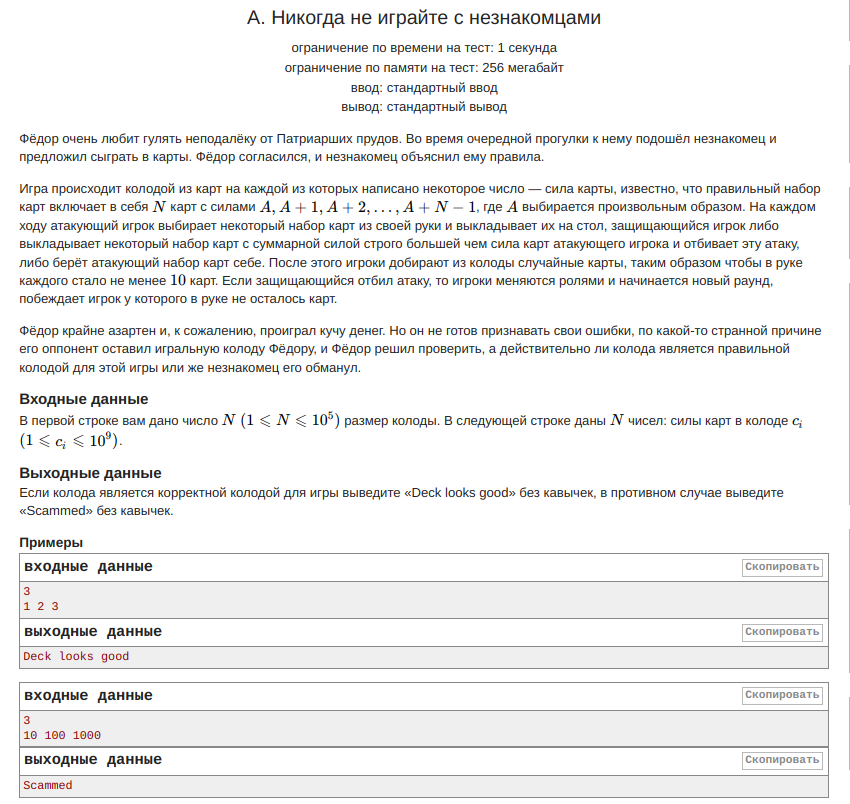 А. Никогда не играйте с незнакомцами
ограничение по времени на тест: 1 секунда
ограничение по памяти на тест: 256 мегабайт
ввод: стандартный ввод
вывод: стандартный вывод
Фёдор очень любит гулять неподалёку от Патриарших прудов. Во время очередной прогулки к нему подошёл незнакомец и
предложил сыграть в карты. Фёдор согласился, и незнакомец объяснил ему правила.
Игра происходит колодой из карт на каждой из которых написано некоторое число — сила карты, известно, что правильный набор
карт включает в себя N карт с силами A, A + 1, A + 2, . . . , A + N − 1, где A выбирается произвольным образом. На каждом
ходу атакующий игрок выбирает некоторый набор карт из своей руки и выкладывает их на стол, защищающийся игрок либо
выкладывает некоторый набор карт с суммарной силой строго большей чем сила карт атакующего игрока и отбивает эту атаку,
либо берёт атакующий набор карт себе. После этого игроки добирают из колоды случайные карты, таким образом чтобы в руке
каждого стало не менее 10 карт. Если защищающийся отбил атаку, то игроки меняются ролями и начинается новый раунд,
побеждает игрок у которого в руке не осталось карт.
Фёдор крайне азартен и, к сожалению, проиграл кучу денег. Но он не готов признавать свои ошибки, по какой-то странной причине
его оппонент оставил игральную колоду Фёдору, и Фёдор решил проверить, а действительно ли колода является правильной
колодой для этой игры или же незнакомец его обманул.
Входные данные
В первой строке вам дано число N (1 ⩽ N ⩽ 10⁵) размер колоды. В следующей строке даны N чисел: силы карт в колоде cᵢ
(1 ⩽ cᵢ ⩽ 10⁹).
Выходные данные
Если колода является корректной колодой для игры выведите «Deck looks good» без кавычек, в противном случае выведите
«Scammed» без кавычек.
Примеры
входные данные Скопировать
3
1 2 3
выходные данные Скопировать
Deck looks good
входные данные Скопировать
3
10 100 1000
выходные данные Скопировать
Scammed